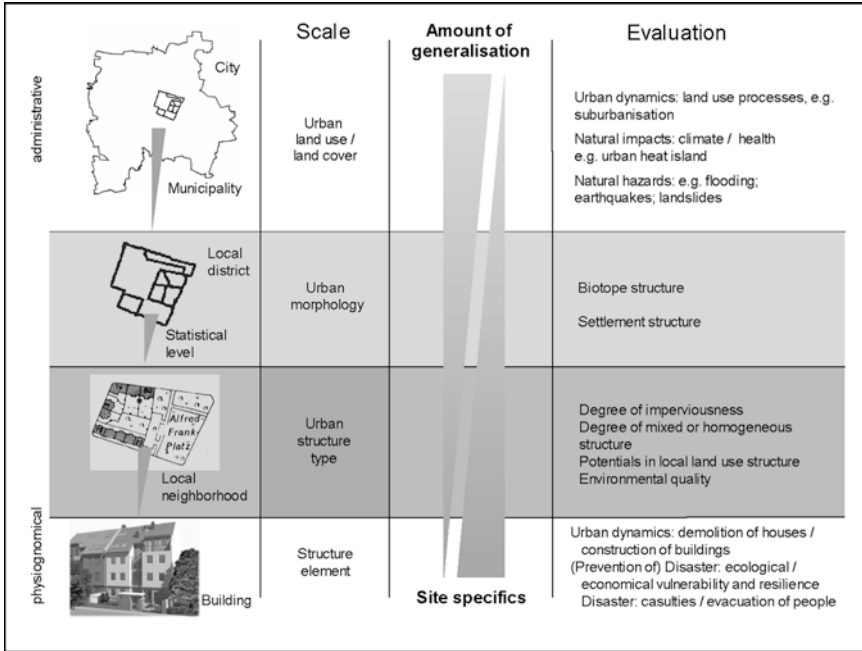 Scale
Amount of
generalisation
Evaluation
administrative
City
Municipality
Urban
land use /
land cover
Urban dynamics: land use processes, e.g.
suburbanisation
Natural impacts: climate / health
e.g. urban heat island
Natural hazards: e.g. flooding;
earthquakes; landslides
Local
district
Statistical
level
Urban
morphology
Biotope structure
Settlement structure
Alfred-
Frank-
Platz
Local
neighborhood
Urban
structure
type
Degree of imperviousness
Degree of mixed or homogeneous
structure
Potentials in local land use structure
Environmental quality
physiognomical
Building
Structure
element
Site specifics
Urban dynamics: demolition of houses /
construction of buildings
(Prevention of) Disaster: ecological /
economical vulnerability and resilience
Disaster: casulties / evacuation of people